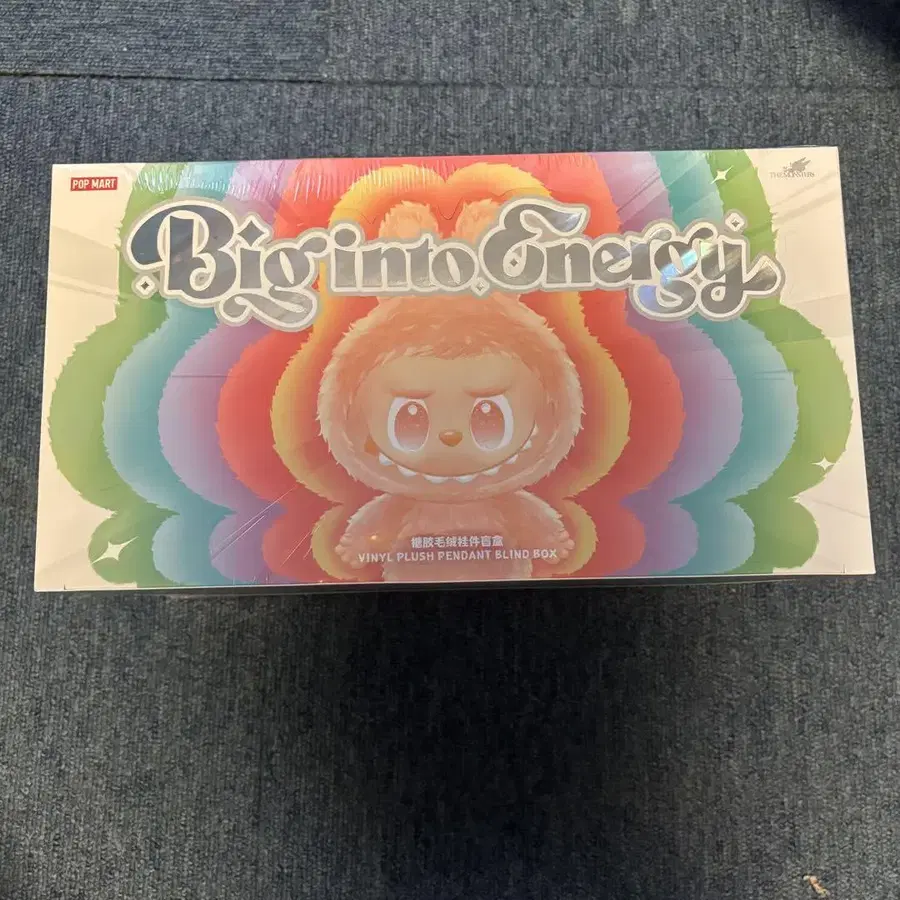 POP MART
THE MONSTERS
Big into Energy
搪胶毛绒挂件盲盒
VINYL PLUSH PENDANT BLIND BOX